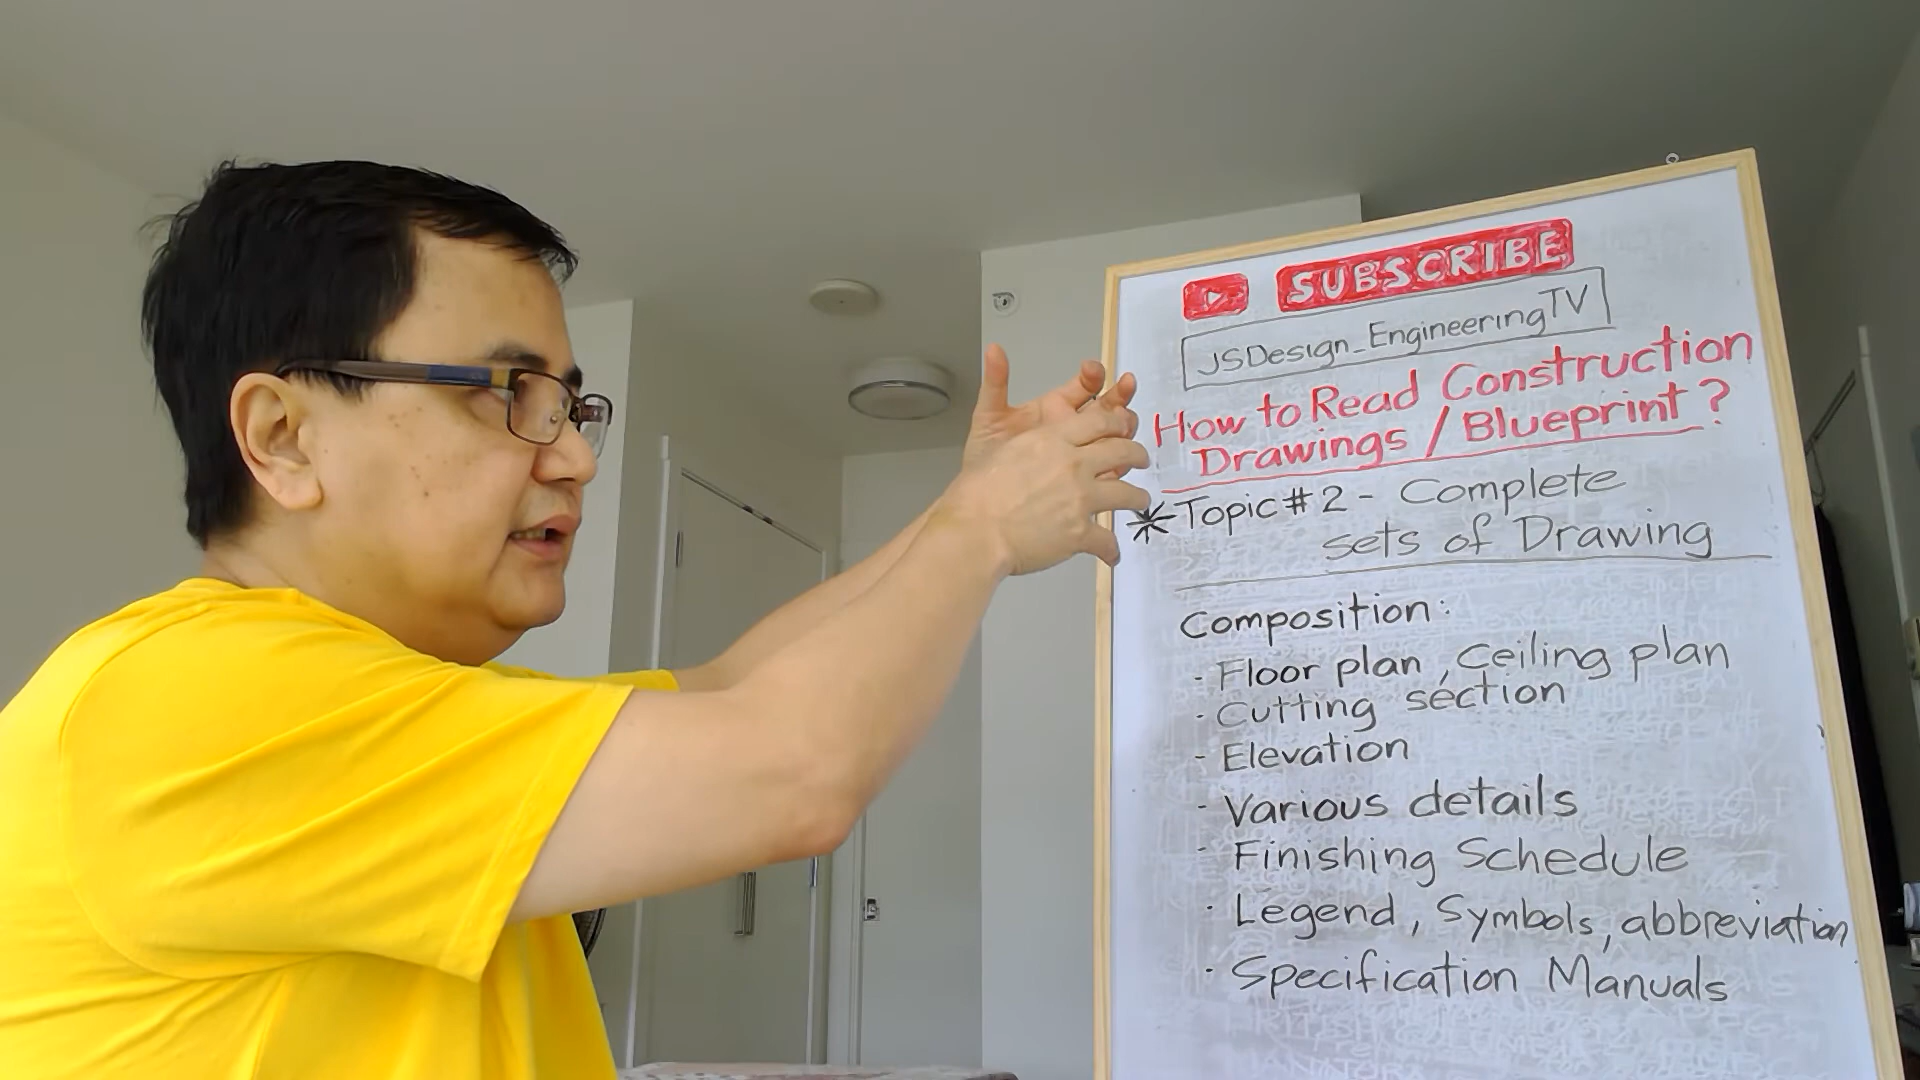 SUBSCRIBE
JSDesign_EngineeringTV
How to Read Construction
Drawings / Blueprint ?
* Topic # 2 - Complete
sets of Drawing
Composition:
- Floor plan , Ceiling plan
- Cutting section
- Elevation
- Various details
- Finishing Schedule
- Legend, Symbols, abbreviation
- Specification Manuals